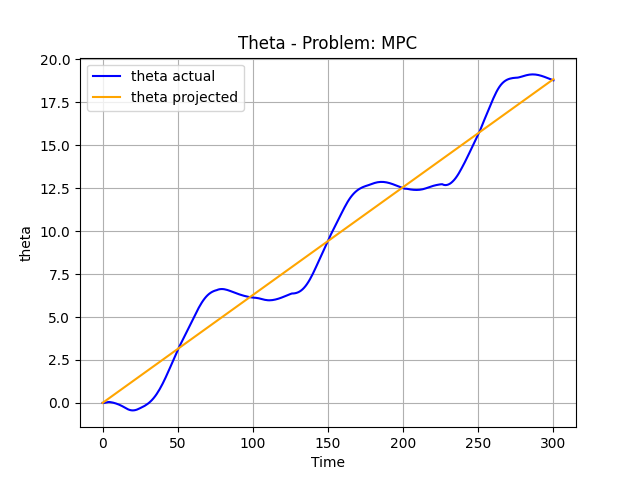 Theta - Problem: MPC
theta actual
theta projected
20.0
17.5
15.0
12.5
10.0
7.5
5.0
2.5
0.0
theta
0 50 100 150 200 250 300
Time